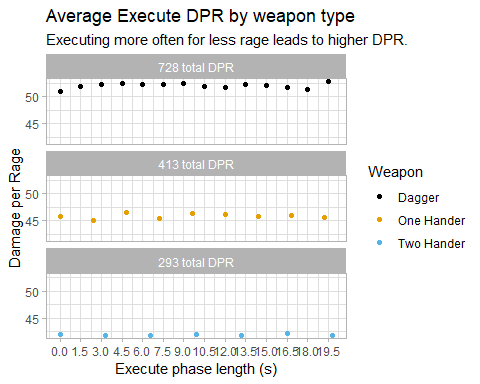 Average Execute DPR by weapon type
Executing more often for less rage leads to higher DPR.
728 total DPR
50
45
413 total DPR
50
45
293 total DPR
50
45
0.0 1.5 3.0 4.5 6.0 7.5 9.0 10.5 12.0 13.5 15.0 16.5 18.0 19.5
Execute phase length (s)
Damage per Rage
Weapon
Dagger
One Hander
Two Hander